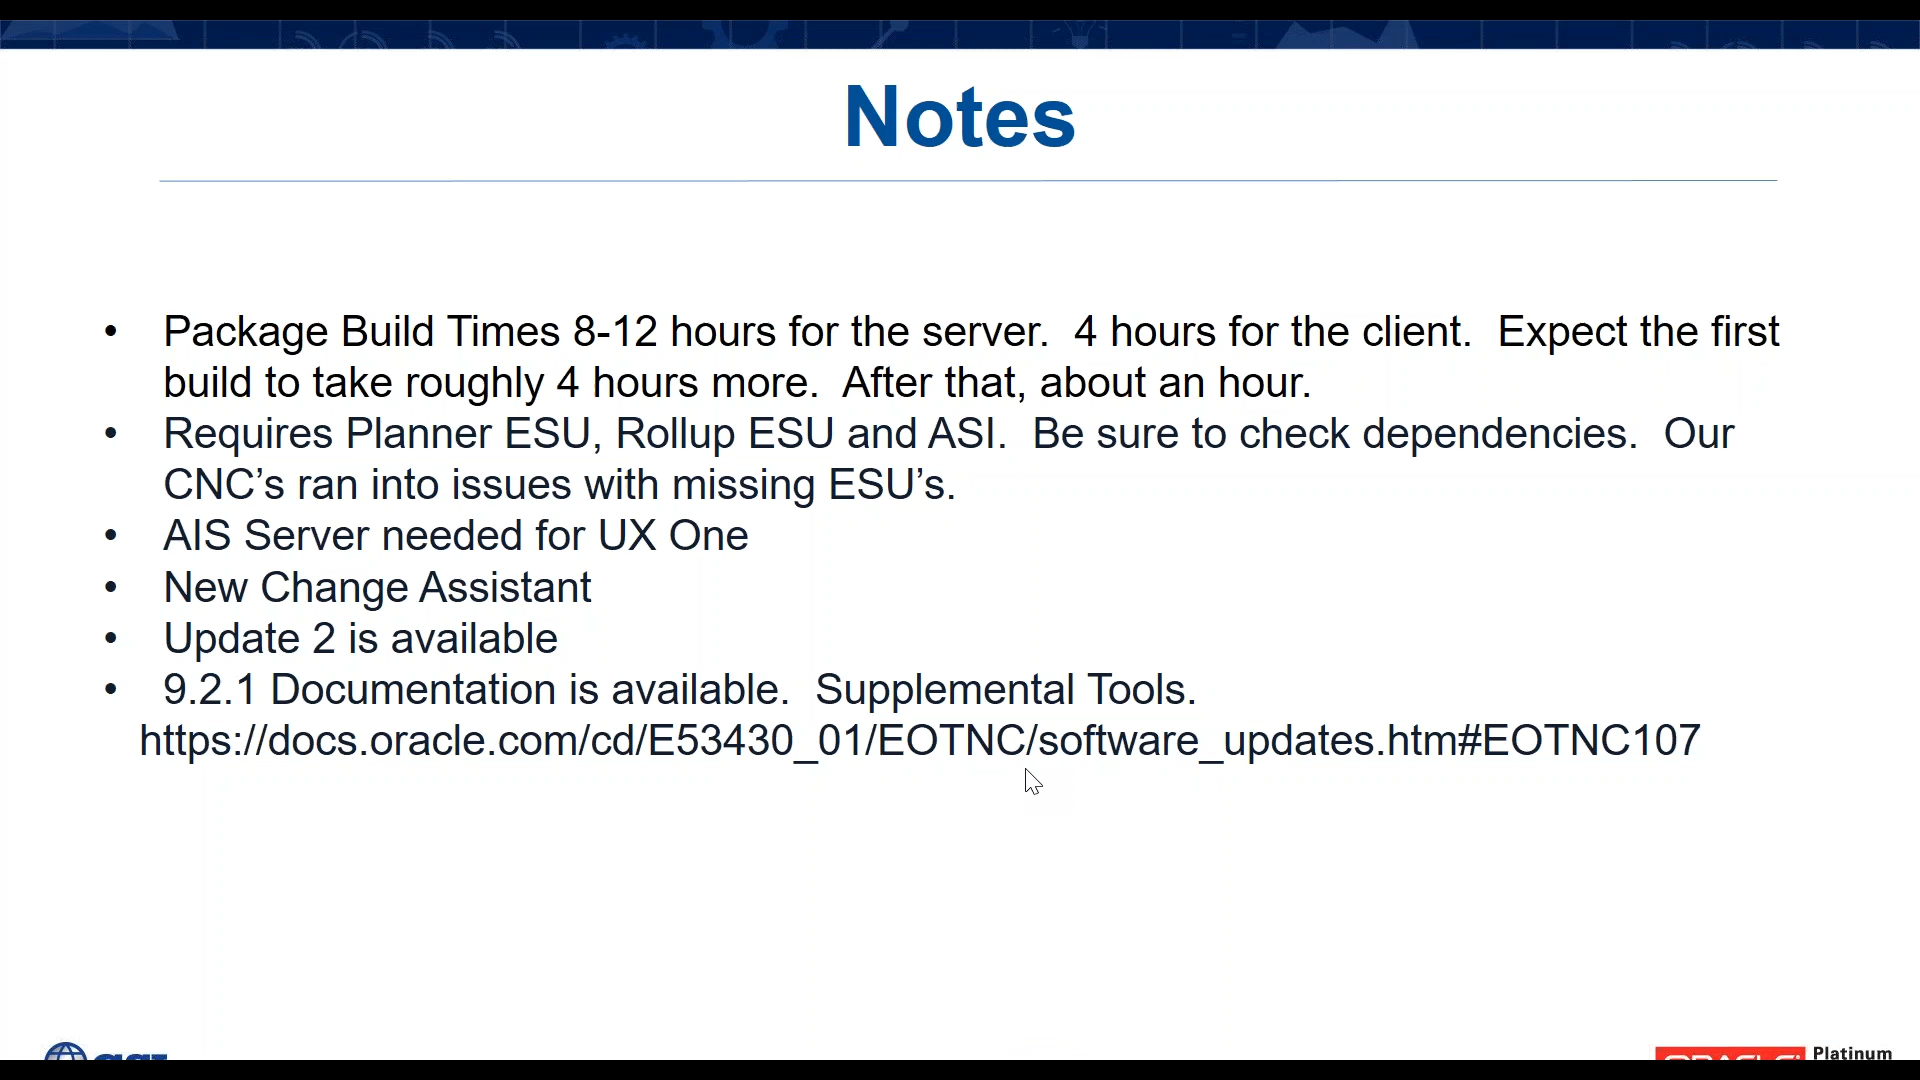 Notes
• Package Build Times 8-12 hours for the server.  4 hours for the client.  Expect the first
build to take roughly 4 hours more.  After that, about an hour.
• Requires Planner ESU, Rollup ESU and ASI.  Be sure to check dependencies.  Our
CNC’s ran into issues with missing ESU’s.
• AIS Server needed for UX One
• New Change Assistant
• Update 2 is available
• 9.2.1 Documentation is available.  Supplemental Tools.
https://docs.oracle.com/cd/E53430_01/EOTNC/software_updates.htm#EOTNC107
ORACLE Platinum